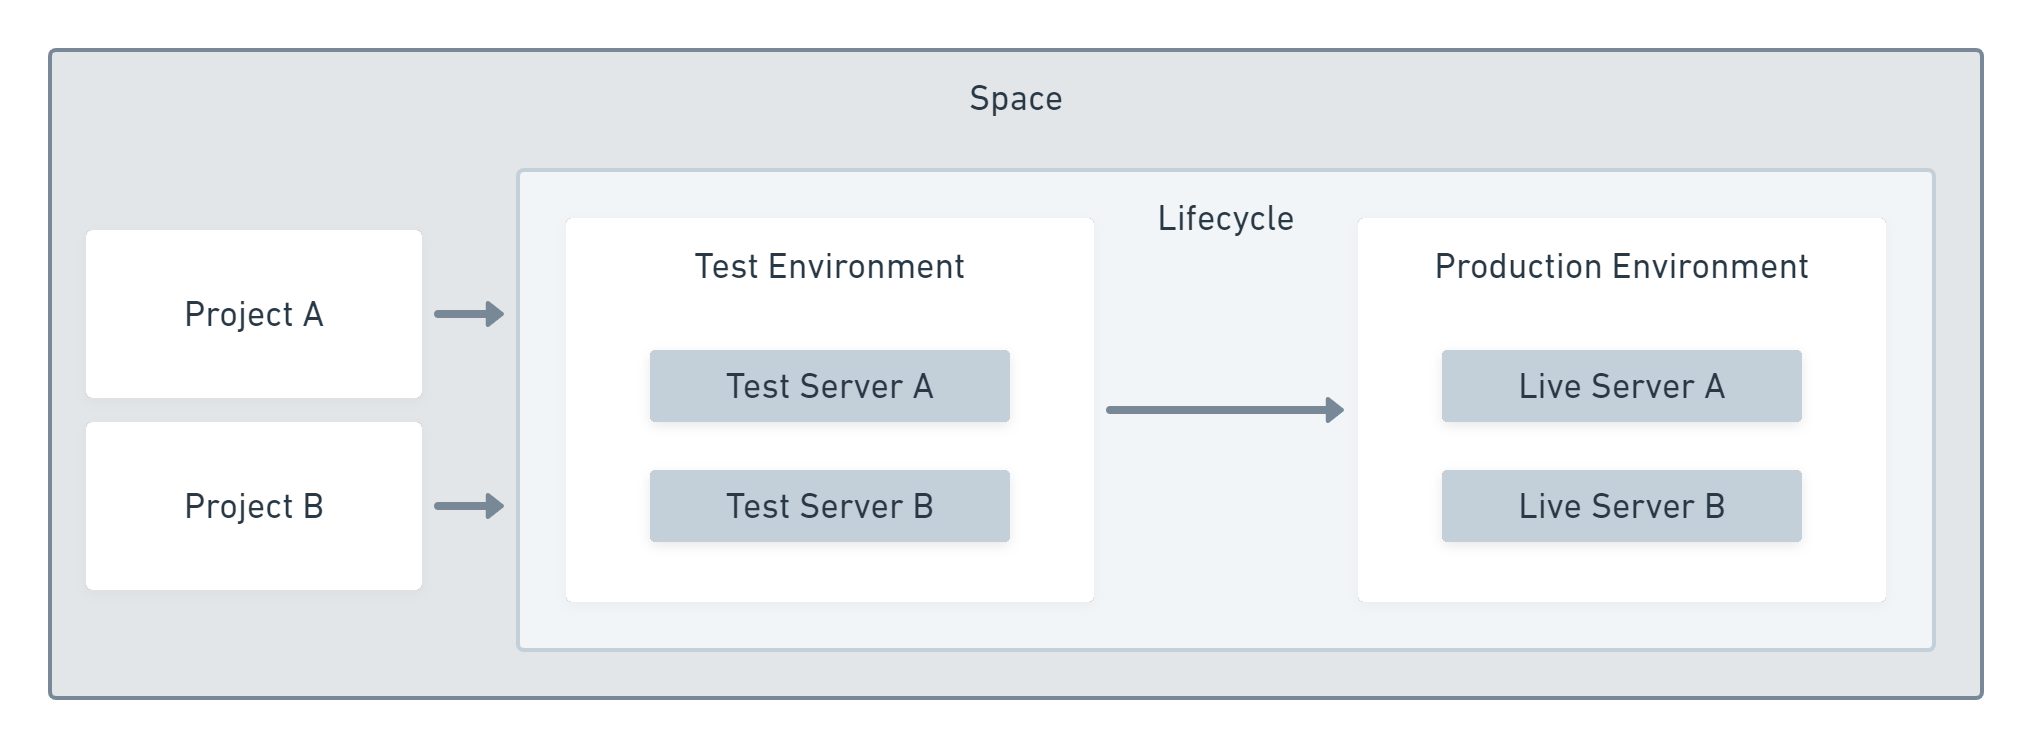 Space
Lifecycle
Project A
Project B
Test Environment
Test Server A
Test Server B
Production Environment
Live Server A
Live Server B